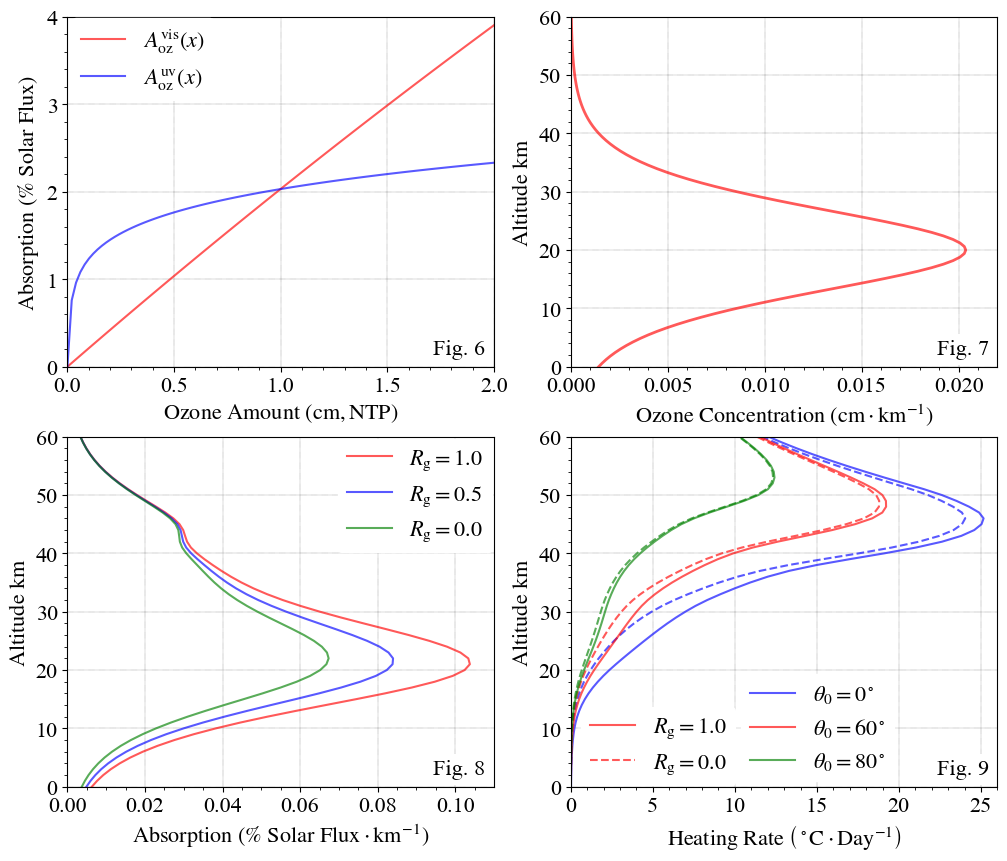 4
3
2
1
0
0.0 0.5 1.0 1.5 2.0
Absorption (% Solar Flux)
Ozone Amount (cm, NTP)
A_oz^vis(x)
A_oz^uv(x)
Fig. 6
60
50
40
30
20
10
0
0.000 0.005 0.010 0.015 0.020
Altitude km
Ozone Concentration (cm · km⁻¹)
Fig. 7
60
50
40
30
20
10
0
0.00 0.02 0.04 0.06 0.08 0.10
Altitude km
Absorption (% Solar Flux · km⁻¹)
R_g = 1.0
R_g = 0.5
R_g = 0.0
Fig. 8
60
50
40
30
20
10
0
0 5 10 15 20 25
Altitude km
Heating Rate (°C · Day⁻¹)
R_g = 1.0
R_g = 0.0
θ₀ = 0°
θ₀ = 60°
θ₀ = 80°
Fig. 9